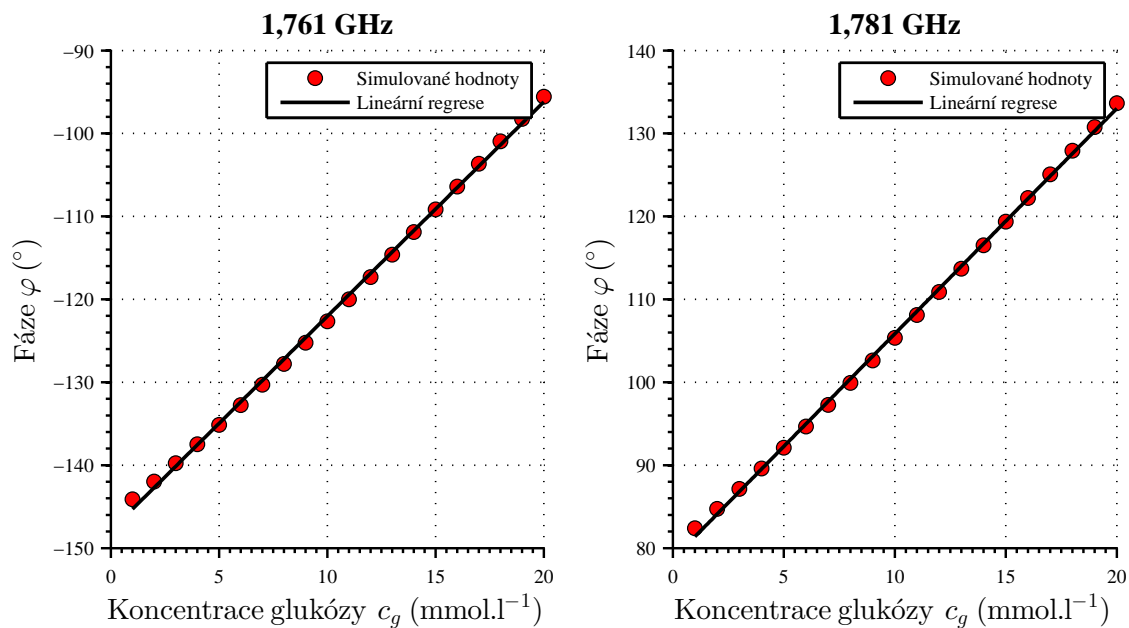 1,761 GHz
Simulované hodnoty
Lineární regrese
−90
−100
−110
−120
−130
−140
−150
0
5
10
15
20
Fáze φ (°)
Koncentrace glukózy c_g (mmol.l⁻¹)
1,781 GHz
Simulované hodnoty
Lineární regrese
140
130
120
110
100
90
80
0
5
10
15
20
Fáze φ (°)
Koncentrace glukózy c_g (mmol.l⁻¹)